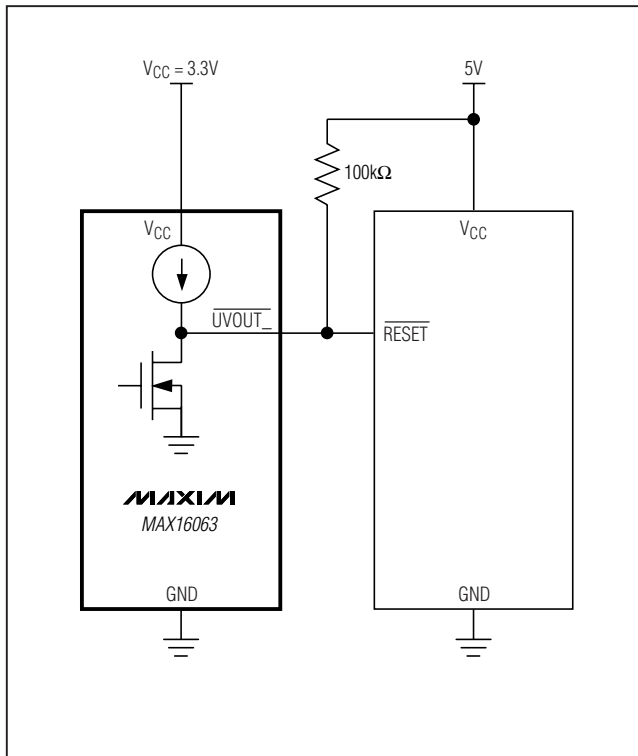 V_CC = 3.3V
5V
100kΩ
V_CC
V_CC
UVOUT_
RESET
MAXIM
MAX16063
GND
GND